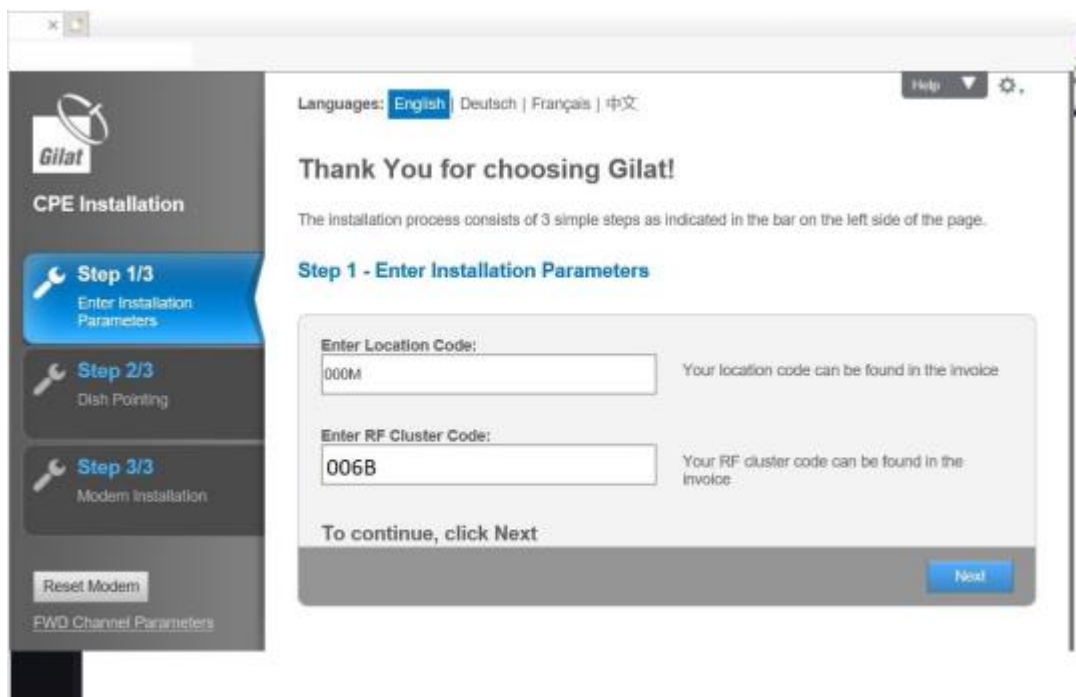 Gilat
CPE Installation
Step 1/3
Enter Installation
Parameters
Step 2/3
Dish Pointing
Step 3/3
Modem Installation
Reset Modem
FWD Channel Parameters
Help
Languages: English | Deutsch | Français | 中文
Thank You for choosing Gilat!
The installation process consists of 3 simple steps as indicated in the bar on the left side of the page.
Step 1 - Enter Installation Parameters
Enter Location Code:
000M
Your location code can be found in the invoice
Enter RF Cluster Code:
006B
Your RF cluster code can be found in the
invoice
To continue, click Next
Next